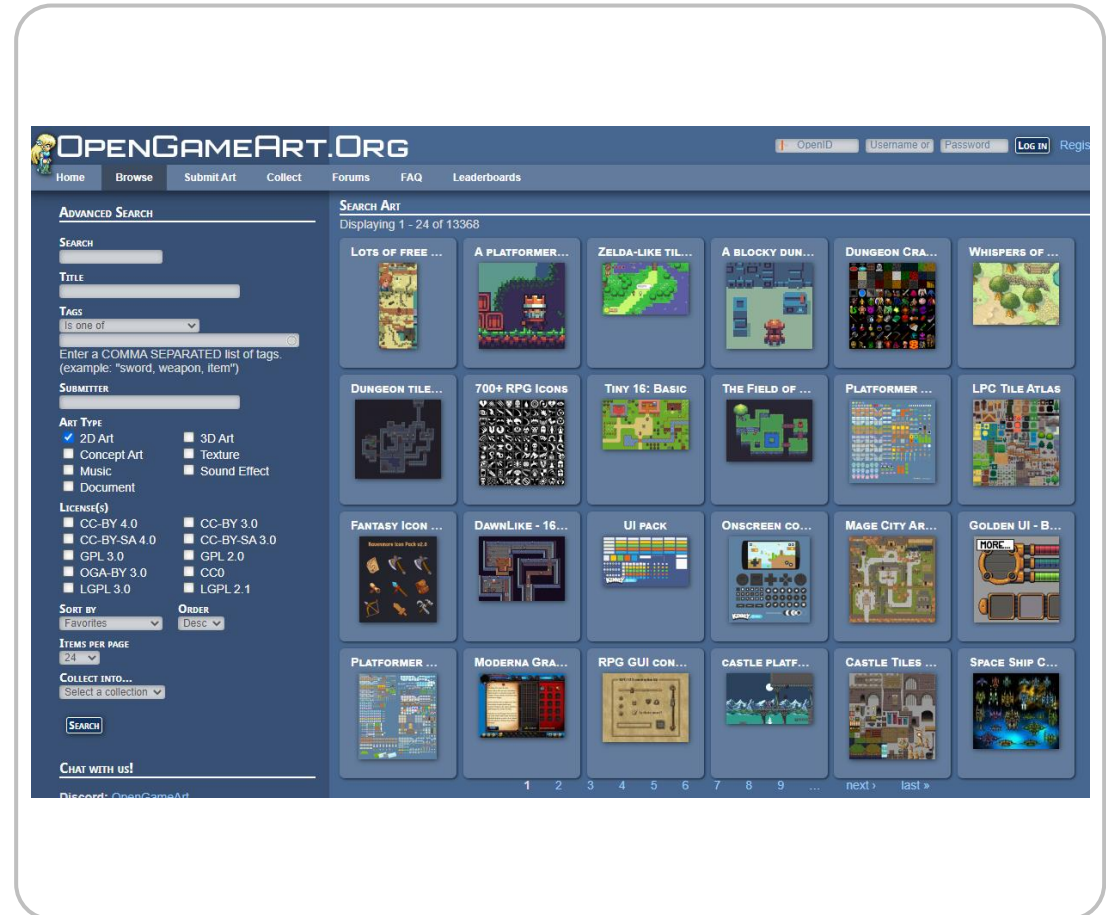 OpenGameArt.Org
OpenID Username or Password Log in Regis
Home Browse Submit Art Collect Forums FAQ Leaderboards
Advanced Search
Search
Title
Tags
Is one of
Enter a COMMA SEPARATED list of tags.
(example: "sword, weapon, item")
Submitter
Art Type
2D Art 3D Art
Concept Art Texture
Music Sound Effect
Document
License(s)
CC-BY 4.0 CC-BY 3.0
CC-BY-SA 4.0 CC-BY-SA 3.0
GPL 3.0 GPL 2.0
OGA-BY 3.0 CC0
LGPL 3.0 LGPL 2.1
Sort by Order
Favorites Desc
Items per page
24
Collect into...
Select a collection
Search
Chat with us!
Discord: OpenGameArt
Search Art
Displaying 1 - 24 of 13368
Lots of free ... A platformer... Zelda-like til... A blocky dun... Dungeon Cra... Whispers of ...
Dungeon tile... 700+ RPG Icons Tiny 16: Basic The Field of ... Platformer ... LPC Tile Atlas
Fantasy Icon ... DawnLike - 16... UI pack Onscreen co... Mage City Ar... Golden UI - B...
Ravenmore Icon Pack v2.0
MORE...
Platformer ... Moderna Gra... RPG GUI con... castle platf... Castle Tiles ... Space Ship C...
1 2 3 4 5 6 7 8 9 ... next › last »